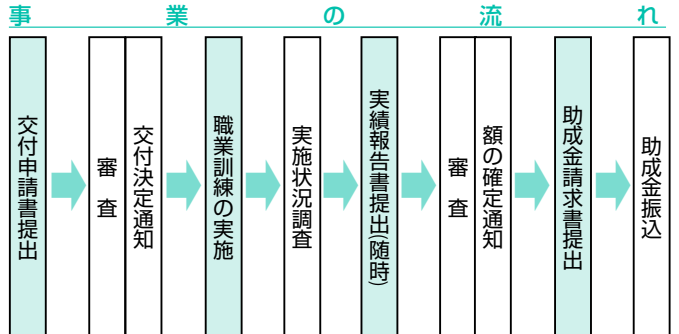 事業の流れ
交付申請書提出
審査
交付決定通知
職業訓練の実施
実施状況調査
実績報告書提出(随時)
審査
額の確定通知
助成金請求書提出
助成金振込